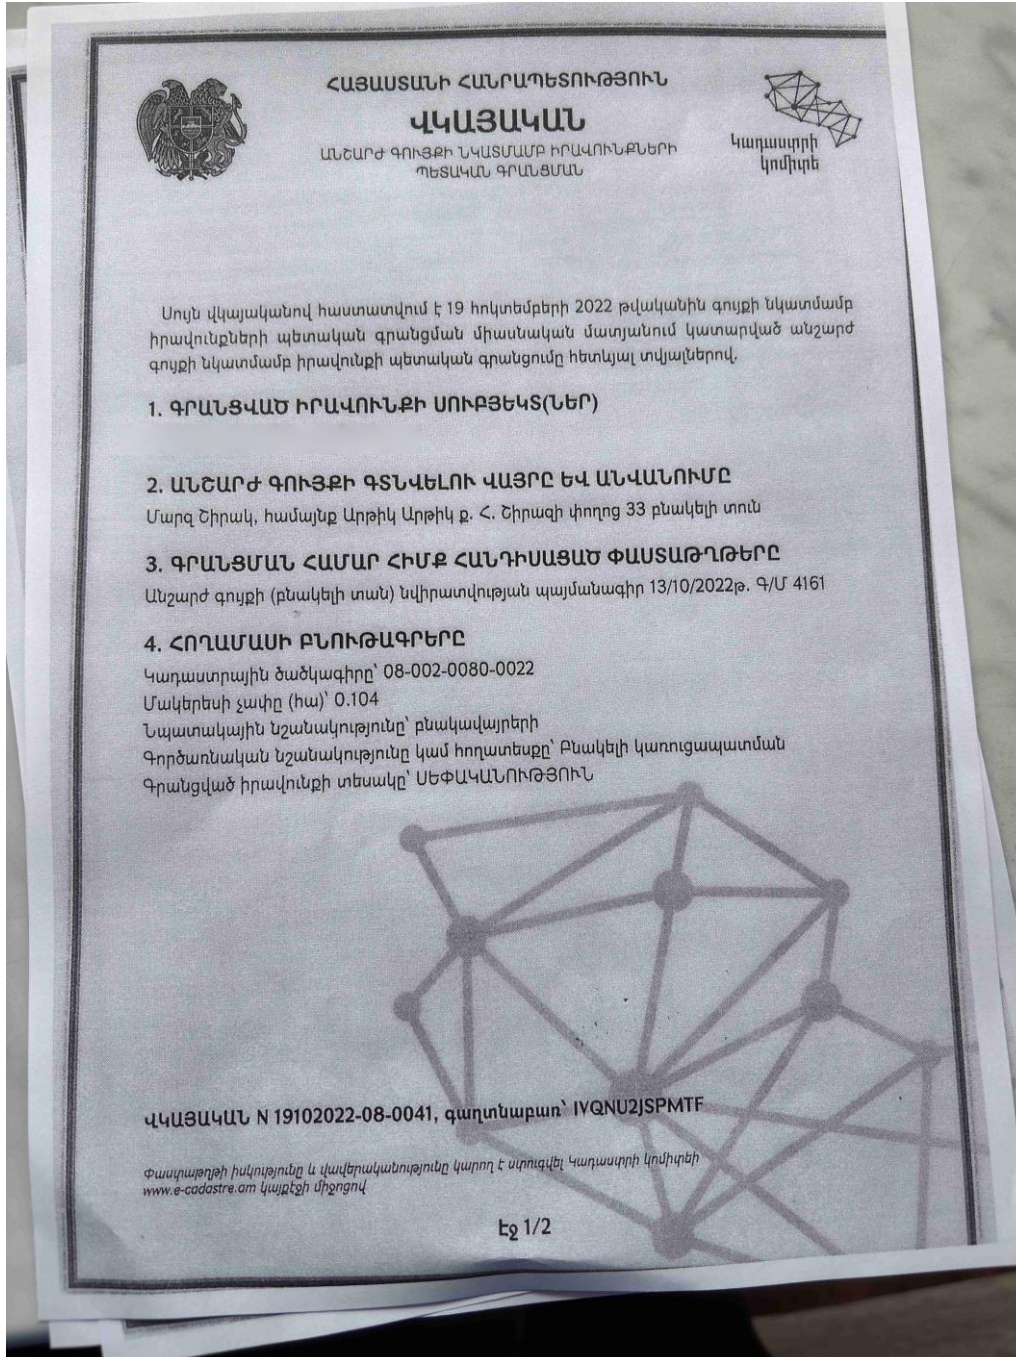 ՀԱՅԱՍՏԱՆԻ ՀԱՆՐԱՊԵՏՈՒԹՅՈՒՆ
ՎԿԱՅԱԿԱՆ
ԱՆՇԱՐԺ ԳՈՒՅՔԻ ՆԿԱՏՄԱՄԲ ԻՐԱՎՈՒՆՔՆԵՐԻ
ՊԵՏԱԿԱՆ ԳՐԱՆՑՄԱՆ
Կադաստրի
կոմիտե
Սույն վկայականով հաստատվում է 19 հոկտեմբերի 2022 թվականին գույքի նկատմամբ
իրավունքների պետական գրանցման միասնական մատյանում կատարված անշարժ
գույքի նկատմամբ իրավունքի պետական գրանցումը հետևյալ տվյալներով.
1. ԳՐԱՆՑՎԱԾ ԻՐԱՎՈՒՆՔԻ ՍՈՒԲՅԵԿՏ(ՆԵՐ)
2. ԱՆՇԱՐԺ ԳՈՒՅՔԻ ԳՏՆՎԵԼՈՒ ՎԱՅՐԸ ԵՎ ԱՆՎԱՆՈՒՄԸ
Մարզ Շիրակ, համայնք Արթիկ Արթիկ ք. Հ. Շիրազի փողոց 33 բնակելի տուն
3. ԳՐԱՆՑՄԱՆ ՀԱՄԱՐ ՀԻՄՔ ՀԱՆԴԻՍԱՑԱԾ ՓԱՍՏԱԹՂԹԵՐԸ
Անշարժ գույքի (բնակելի տան) նվիրատվության պայմանագիր 13/10/2022թ. Գ/Մ 4161
4. ՀՈՂԱՄԱՍԻ ԲՆՈՒԹԱԳՐԵՐԸ
Կադաստրային ծածկագիրը՝ 08-002-0080-0022
Մակերեսի չափը (հա)՝ 0.104
Նպատակային նշանակությունը՝ բնակավայրերի
Գործառնական նշանակությունը կամ հողատեսքը՝ Բնակելի կառուցապատման
Գրանցված իրավունքի տեսակը՝ ՍԵՓԱԿԱՆՈՒԹՅՈՒՆ
ՎԿԱՅԱԿԱՆ N 19102022-08-0041, գաղտնաբառ՝ IVQNU2JSPMTF
Փաստաթղթի իսկությունը և վավերականությունը կարող է ստուգվել Կադաստրի կոմիտեի
www.e-cadastre.am կայքէջի միջոցով
Էջ 1/2